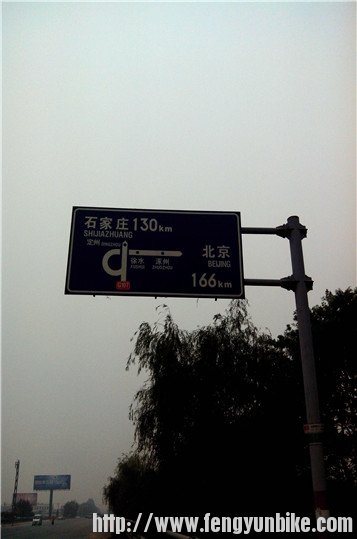 石家庄 130km
SHIJIAZHUANG
定州 DINGZHOU
徐水 涿州
XUSHUI ZHUOZHOU
G107
北京
BEIJING
166km
http://www.fengyunbike.com